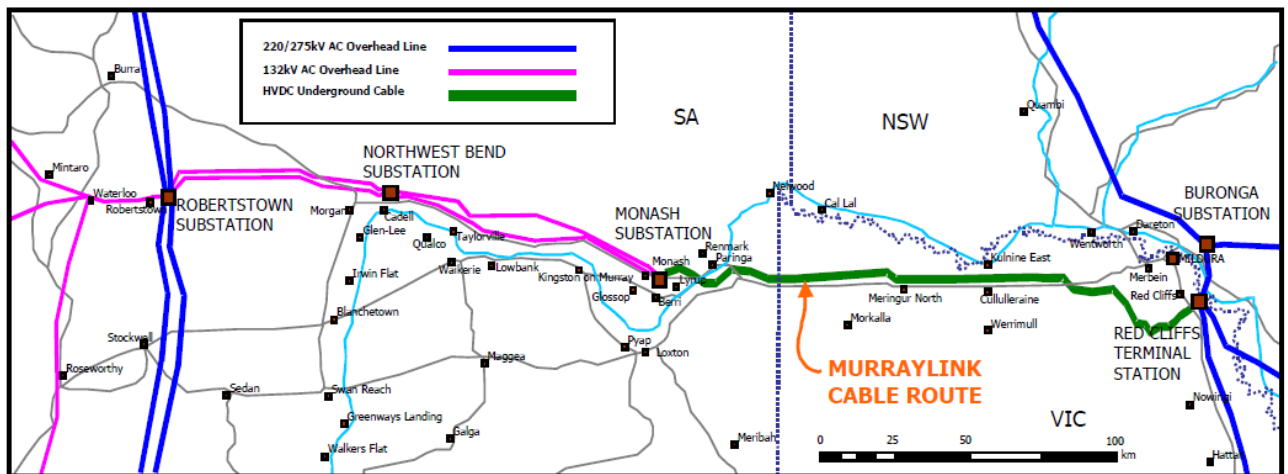 220/275kV AC Overhead Line
132kV AC Overhead Line
HVDC Underground Cable
SA
NSW
VIC
Burra
Mintaro
Waterloo
Robertstown
ROBERTSTOWN
SUBSTATION
NORTHWEST BEND
SUBSTATION
Morgan
Cadell
Glen-Lee
Qualco
Taylorville
Irwin Flat
Waikerie
Lowbank
Blanchetown
Stockwell
Roseworthy
Sedan
Swan Reach
Greenways Landing
Walkers Flat
Maggea
Galga
MONASH
SUBSTATION
Monash
Kingston on Murray
Glossop
Berri
Lyrup
Renmark
Paringa
Pyap
Loxton
Meribah
Nelwood
Cal Lal
Quambi
Kulnine East
Meringur North
Cullulleraine
Morkalla
Werrimull
MURRAYLINK
CABLE ROUTE
BURONGA
SUBSTATION
Dareton
Wentworth
MILDURA
Merbein
Red Cliffs
RED CLIFFS
TERMINAL
STATION
Nowingi
Hattah
0 25 50 100
km